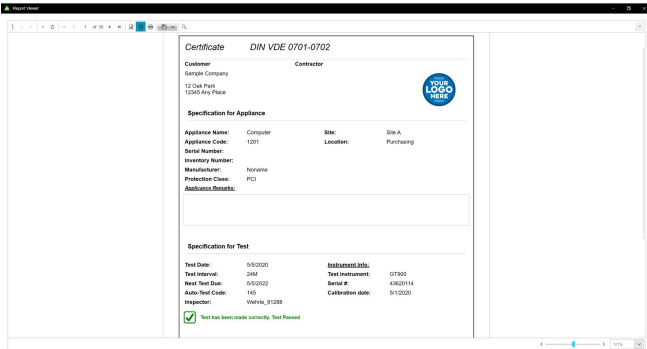 Report Viewer
1 of 50
Certificate DIN VDE 0701-0702
Customer Contractor
Sample Company
12 Oak Park
12345 Any Place
YOUR
LOGO
HERE
Specification for Appliance
Appliance Name: Computer Site: Site A
Appliance Code: 1201 Location: Purchasing
Serial Number:
Inventory Number:
Manufacturer: Noname
Protection Class: PCI
Applicance Remarks:
Specification for Test
Test Date: 5/5/2020 Instrument Info:
Test Interval: 24M Test Instrument: GT900
Next Test Due: 5/5/2022 Serial #: 43620114
Auto-Test Code: 145 Calibration date: 5/1/2020
Inspector: Wehrte_91288
Test has been made correctly. Test Passed